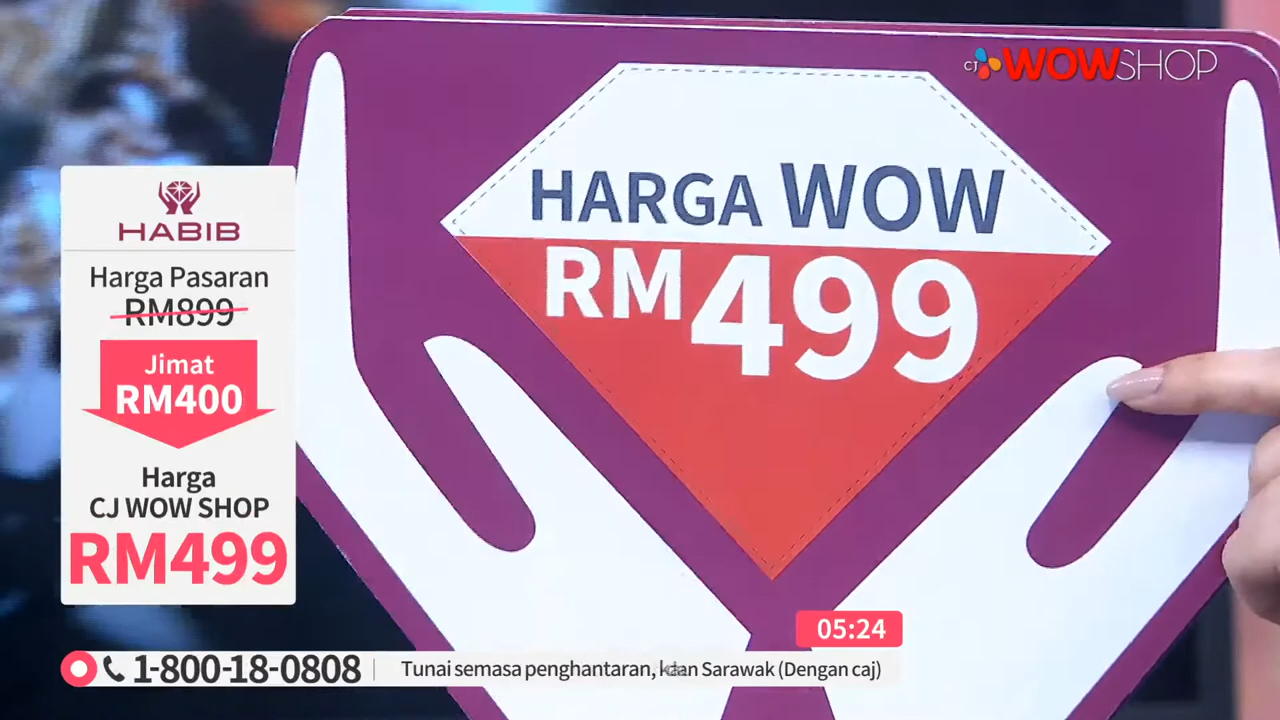 CJ WOWSHOP
HARGA WOW
RM499
HABIB
Harga Pasaran
RM899
Jimat
RM400
Harga
CJ WOW SHOP
RM499
05:24
1-800-18-0808
Tunai semasa penghantaran, Sarawak (Dengan caj)